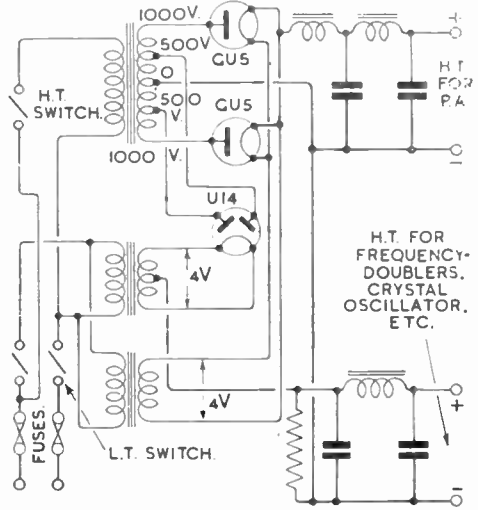 1000V.
500V.
0
500
V.
1000 V.
GU5
GU5
U14
H.T.
SWITCH.
+
H.T.
FOR
P.A.
−
4V
4V
H.T. FOR
FREQUENCY-
DOUBLERS,
CRYSTAL
OSCILLATOR,
ETC.
+
−
FUSES.
L.T. SWITCH.